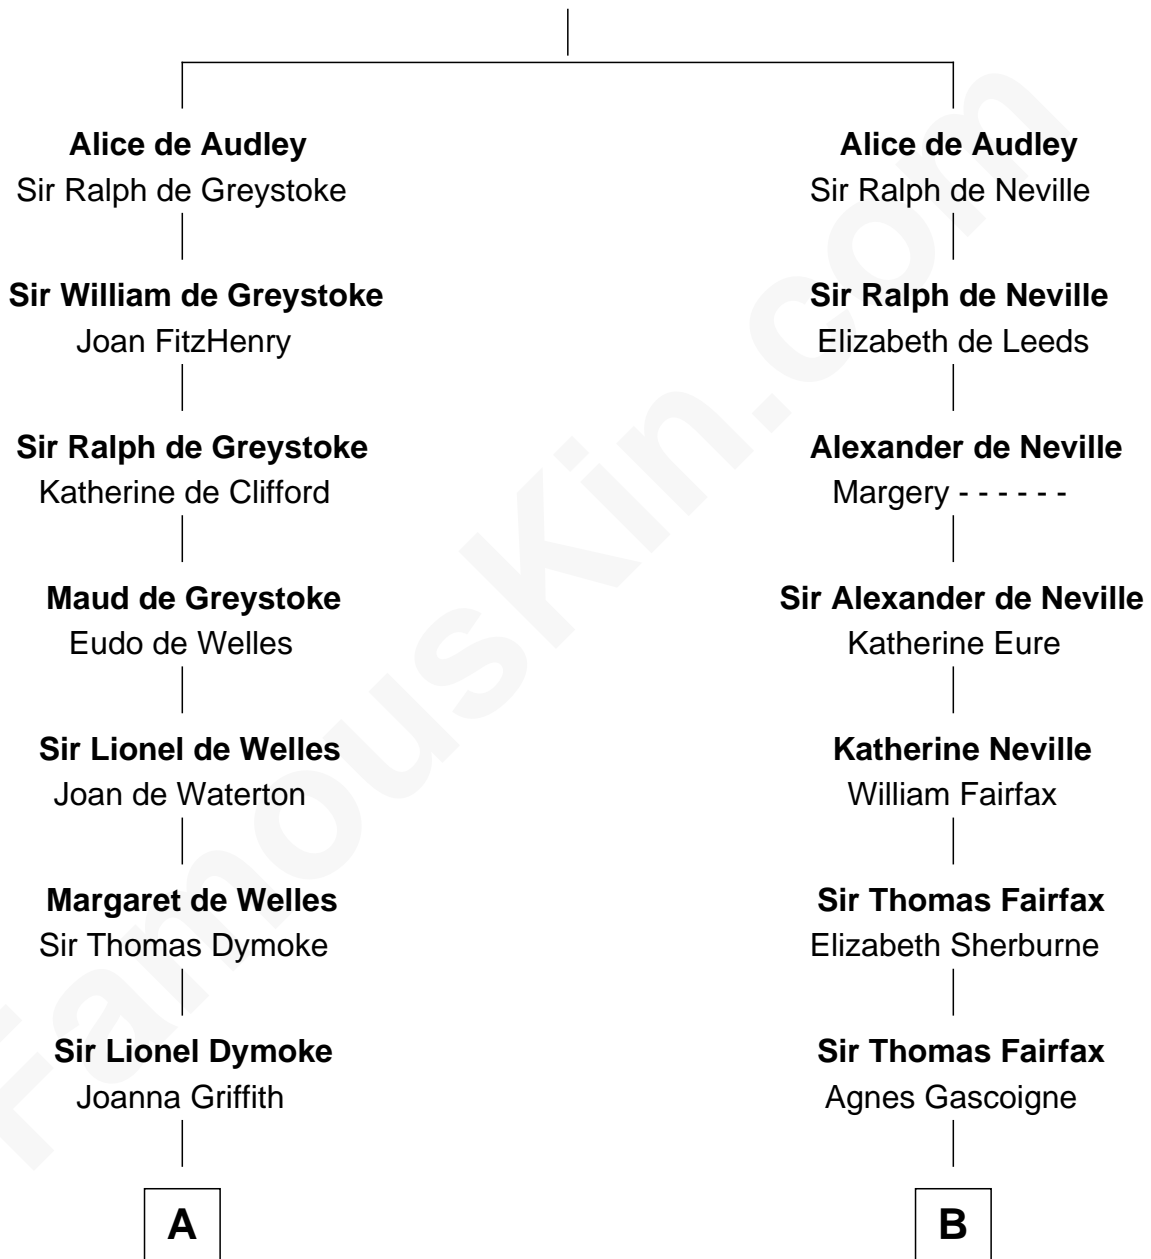 Alice de Audley
Sir Ralph de Greystoke
Sir William de Greystoke
Joan FitzHenry
Sir Ralph de Greystoke
Katherine de Clifford
Maud de Greystoke
Eudo de Welles
Sir Lionel de Welles
Joan de Waterton
Margaret de Welles
Sir Thomas Dymoke
Sir Lionel Dymoke
Joanna Griffith
A
Alice de Audley
Sir Ralph de Neville
Sir Ralph de Neville
Elizabeth de Leeds
Alexander de Neville
Margery - - - - - -
Sir Alexander de Neville
Katherine Eure
Katherine Neville
William Fairfax
Sir Thomas Fairfax
Elizabeth Sherburne
Sir Thomas Fairfax
Agnes Gascoigne
B
FamousKin.com